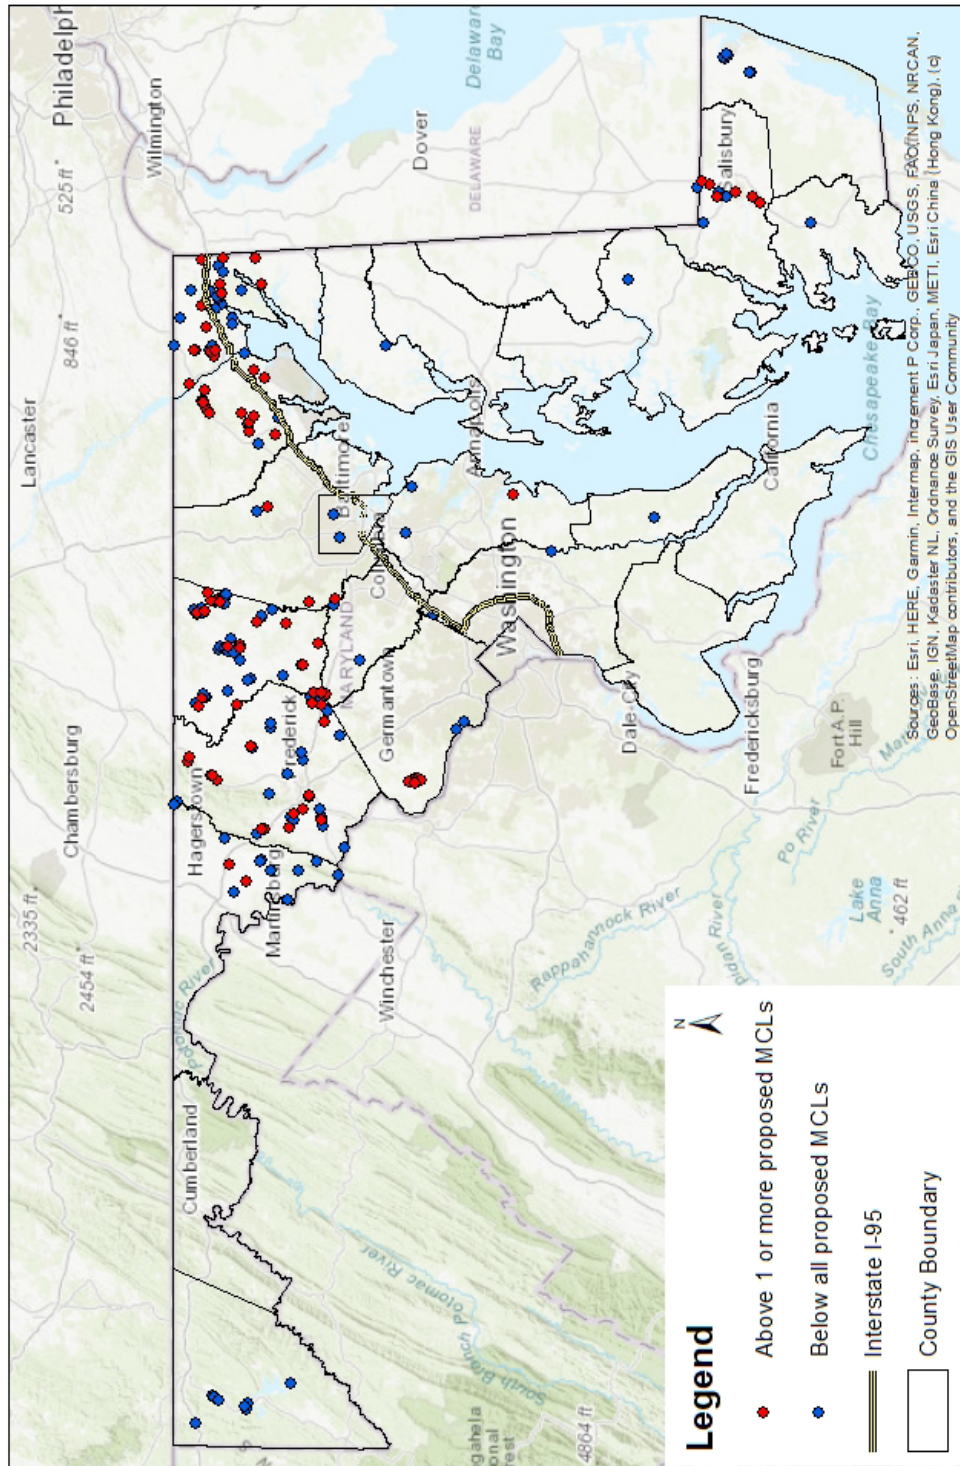 Lancaster
Philadelph
Chambersburg
846 ft
525 ft
2335 ft
2454 ft
Wilmington
Cumberland
Potomac River
Hagerstown
Martinsburg
Frederick
MARYLAND
Baltimore
Columbia
Dover
DELAWARE
Delaware
Bay
Winchester
Germantown
Washington
Annapolis
South Branch Potomac River
4864 ft
Dale City
Salisbury
California
Chesapeake Bay
Rappahannock River
Fredericksburg
Fort A.P.
Hill
Po River
Lake
Anna
462 ft
South Anna
Legend
N
Above 1 or more proposed MCLs
Below all proposed MCLs
Interstate I-95
County Boundary
Sources: Esri, HERE, Garmin, Intermap, increment P Corp., GEBCO, USGS, FAO, NPS, NRCAN,
GeoBase, IGN, Kadaster NL, Ordnance Survey, Esri Japan, METI, Esri China (Hong Kong), (c)
OpenStreetMap contributors, and the GIS User Community